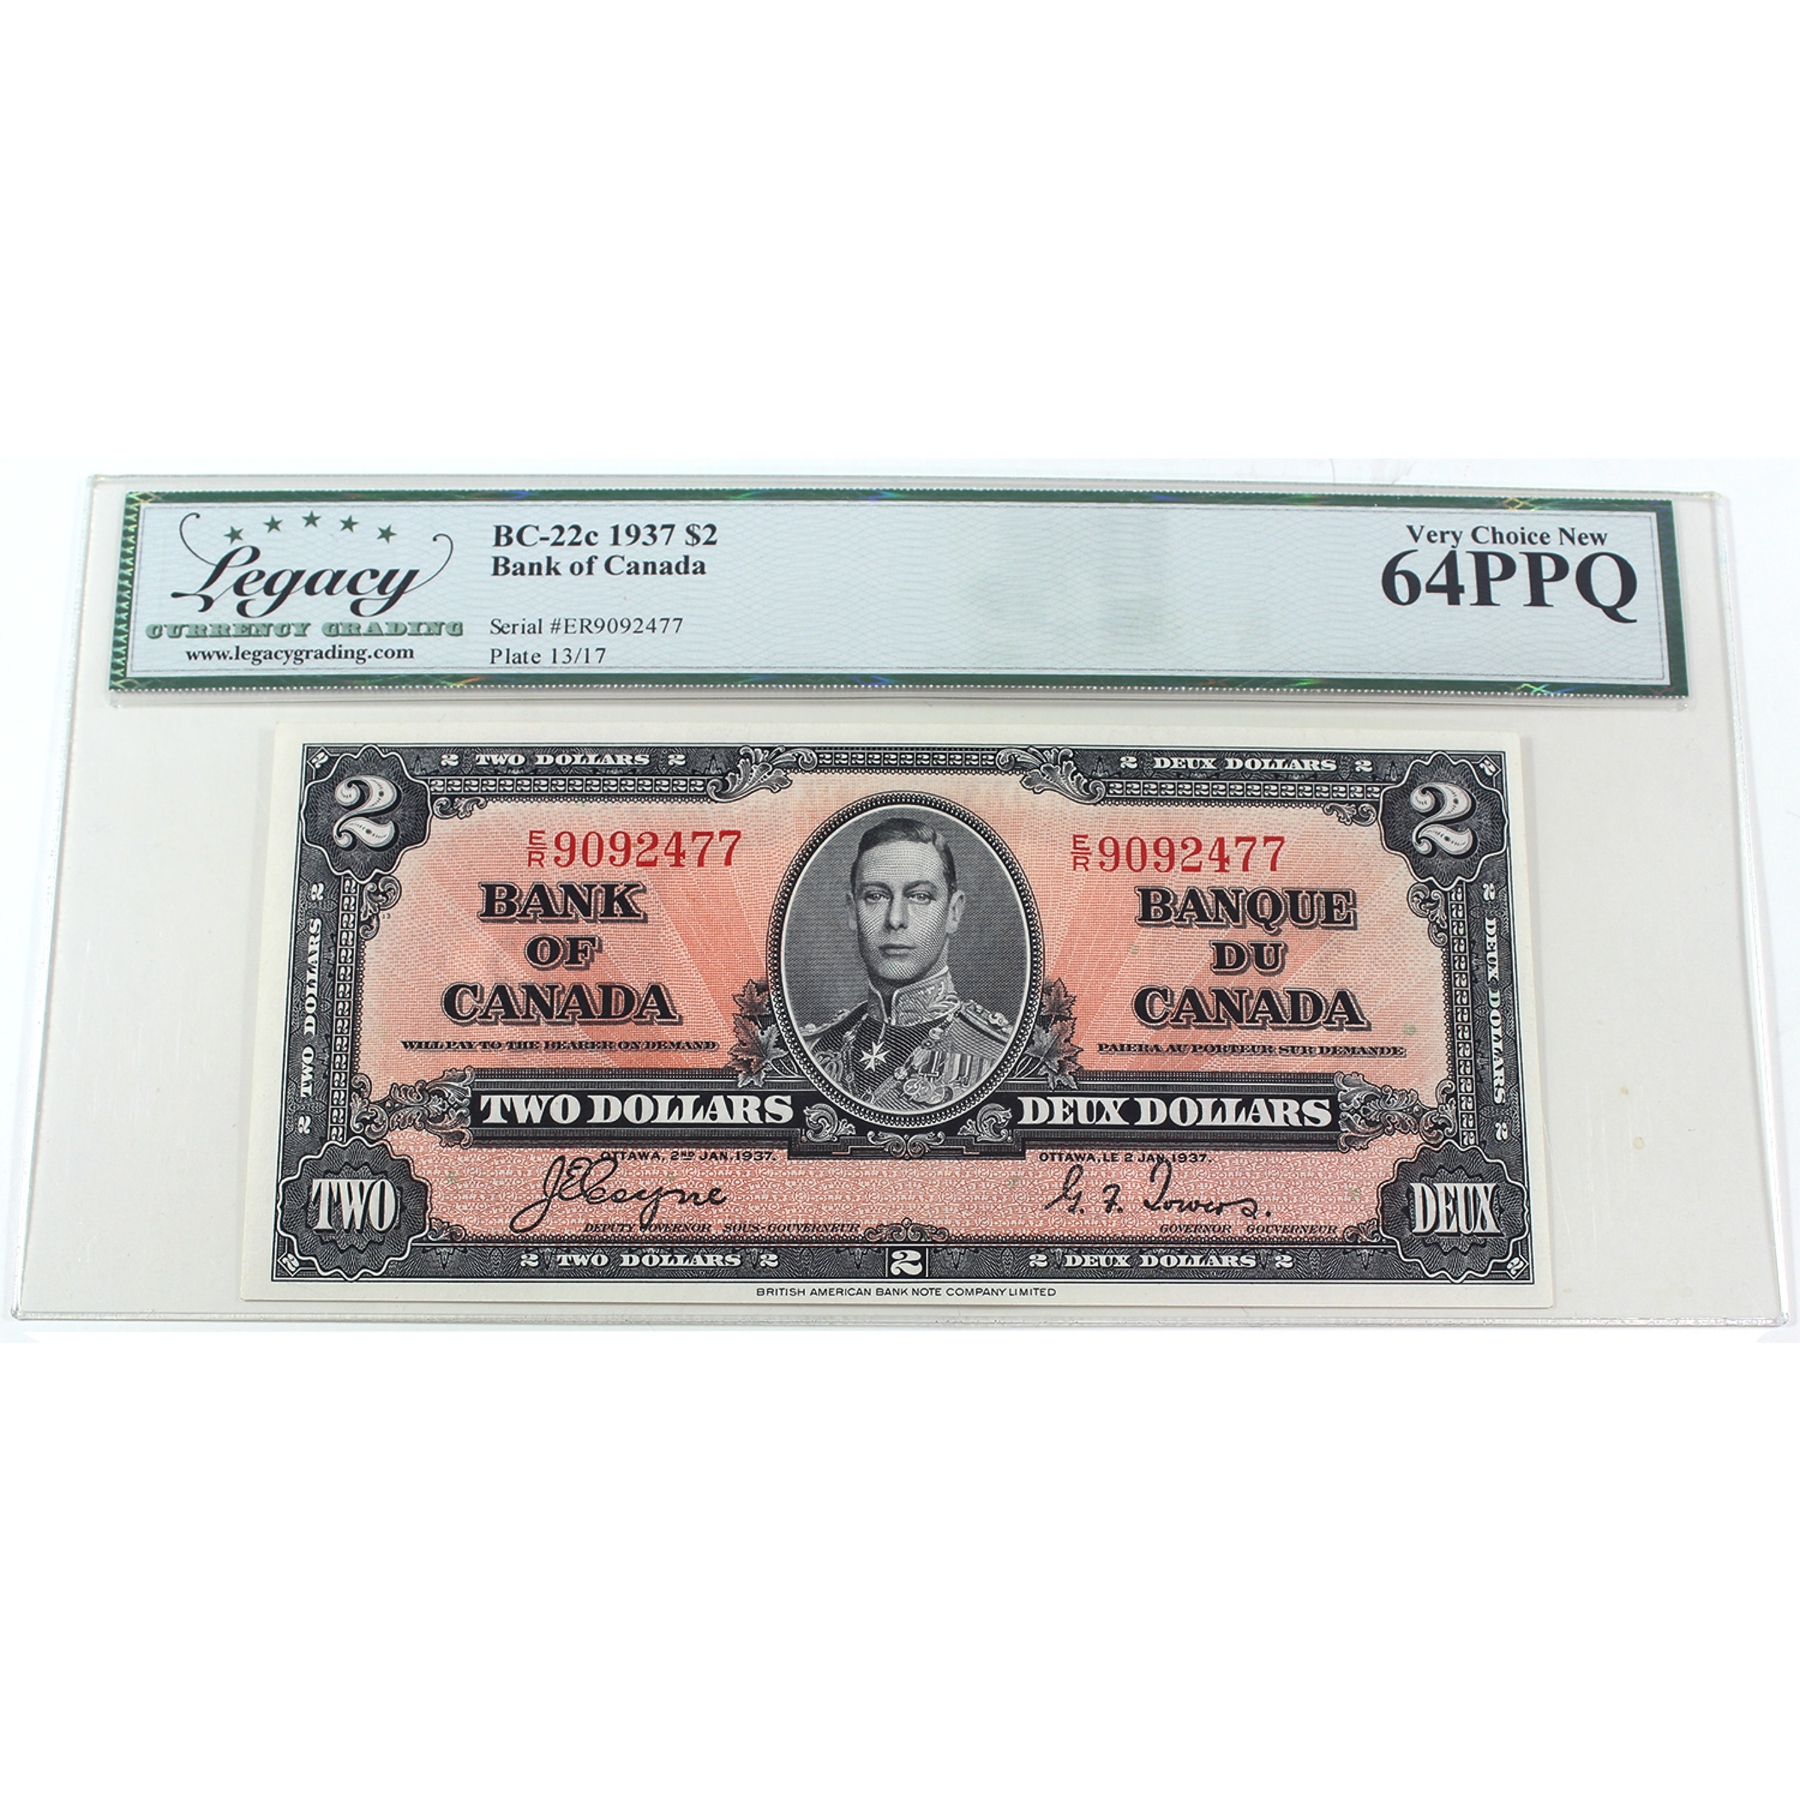 Legacy
CURRENCY GRADING
www.legacygrading.com
BC-22c 1937 $2
Bank of Canada
Serial #ER9092477
Plate 13/17
Very Choice New
64PPQ
2 TWO DOLLARS 2
2 DEUX DOLLARS 2
2
2
E/R 9092477
E/R 9092477
BANK
OF
CANADA
BANQUE
DU
CANADA
WILL PAY TO THE BEARER ON DEMAND
PAIERA AU PORTEUR SUR DEMANDE
2 TWO DOLLARS 2
2 DEUX DOLLARS 2
TWO DOLLARS
DEUX DOLLARS
OTTAWA, 2ND JAN. 1937.
OTTAWA, LE 2 JAN. 1937.
J.E. Coyne
G. F. Towers.
DEPUTY GOVERNOR SOUS-GOUVERNEUR
GOVERNOR GOUVERNEUR
TWO
DEUX
2 TWO DOLLARS 2
2
2 DEUX DOLLARS 2
BRITISH AMERICAN BANK NOTE COMPANY LIMITED